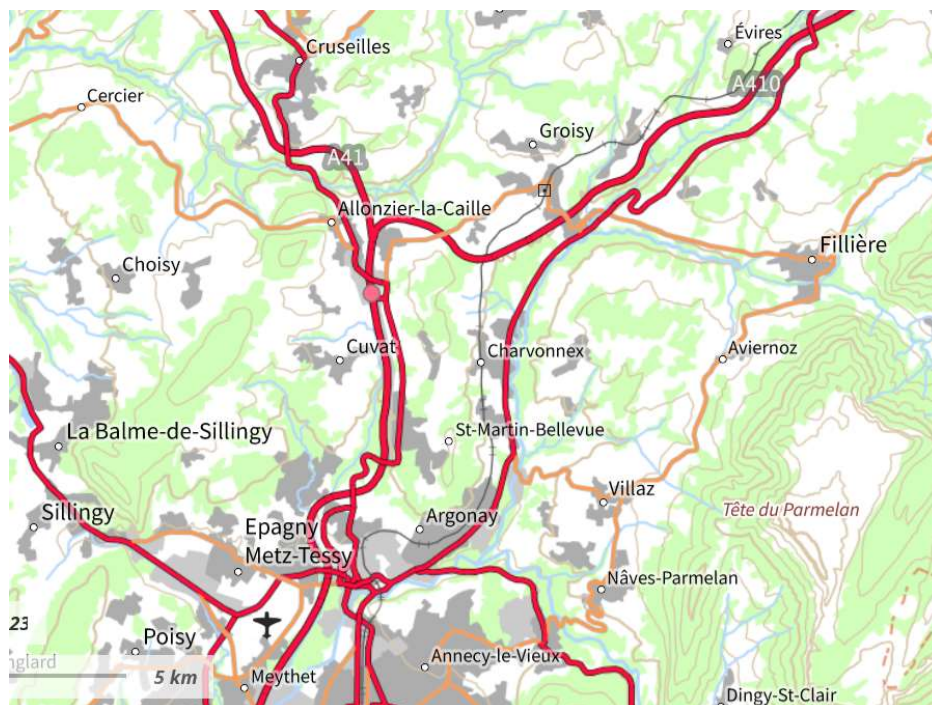 Évires
Cruseilles
A410
Cercier
Groisy
A41
Allonzier-la-Caille
Fillière
Choisy
Cuvat
Charvonnex
Aviernoz
La Balme-de-Sillingy
St-Martin-Bellevue
Villaz
Sillingy
Epagny
Metz-Tessy
Argonay
Tête du Parmelan
Nâves-Parmelan
23
Poisy
nglard
Annecy-le-Vieux
5 km
Meythet
Dingy-St-Clair